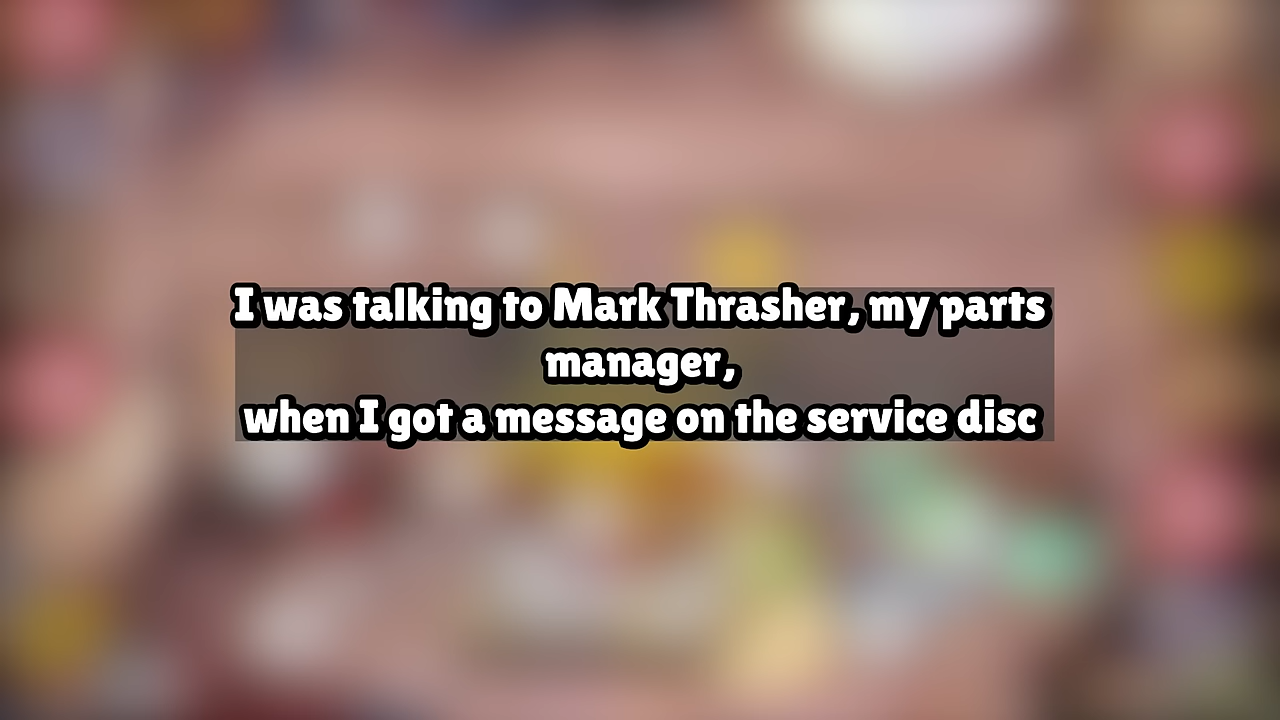 I was talking to Mark Thrasher, my parts
manager,
when I got a message on the service disc